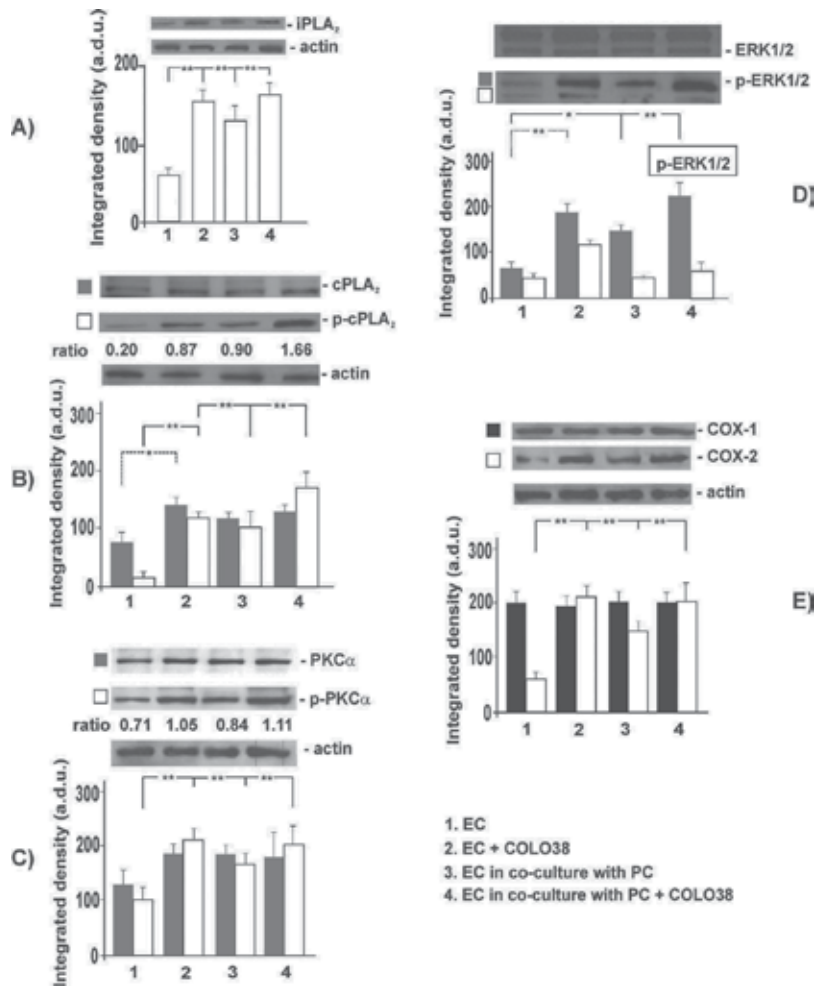 A)
- iPLA₂
- actin
Integrated density (a.d.u.)
200
100
0
** ** **
1 2 3 4
B)
- cPLA₂
- p-cPLA₂
ratio 0.20 0.87 0.90 1.66
- actin
Integrated density (a.d.u.)
300
200
100
0
** ** **
*
1 2 3 4
C)
- PKCα
- p-PKCα
ratio 0.71 1.05 0.84 1.11
- actin
Integrated density (a.d.u.)
300
200
100
0
** ** **
1 2 3 4
D)
- ERK1/2
- p-ERK1/2
* **
**
p-ERK1/2
Integrated density (a.d.u.)
300
200
100
0
1 2 3 4
E)
- COX-1
- COX-2
- actin
Integrated density (a.d.u.)
300
200
100
0
** ** **
1 2 3 4
1. EC
2. EC + COLO38
3. EC in co-culture with PC
4. EC in co-culture with PC + COLO38